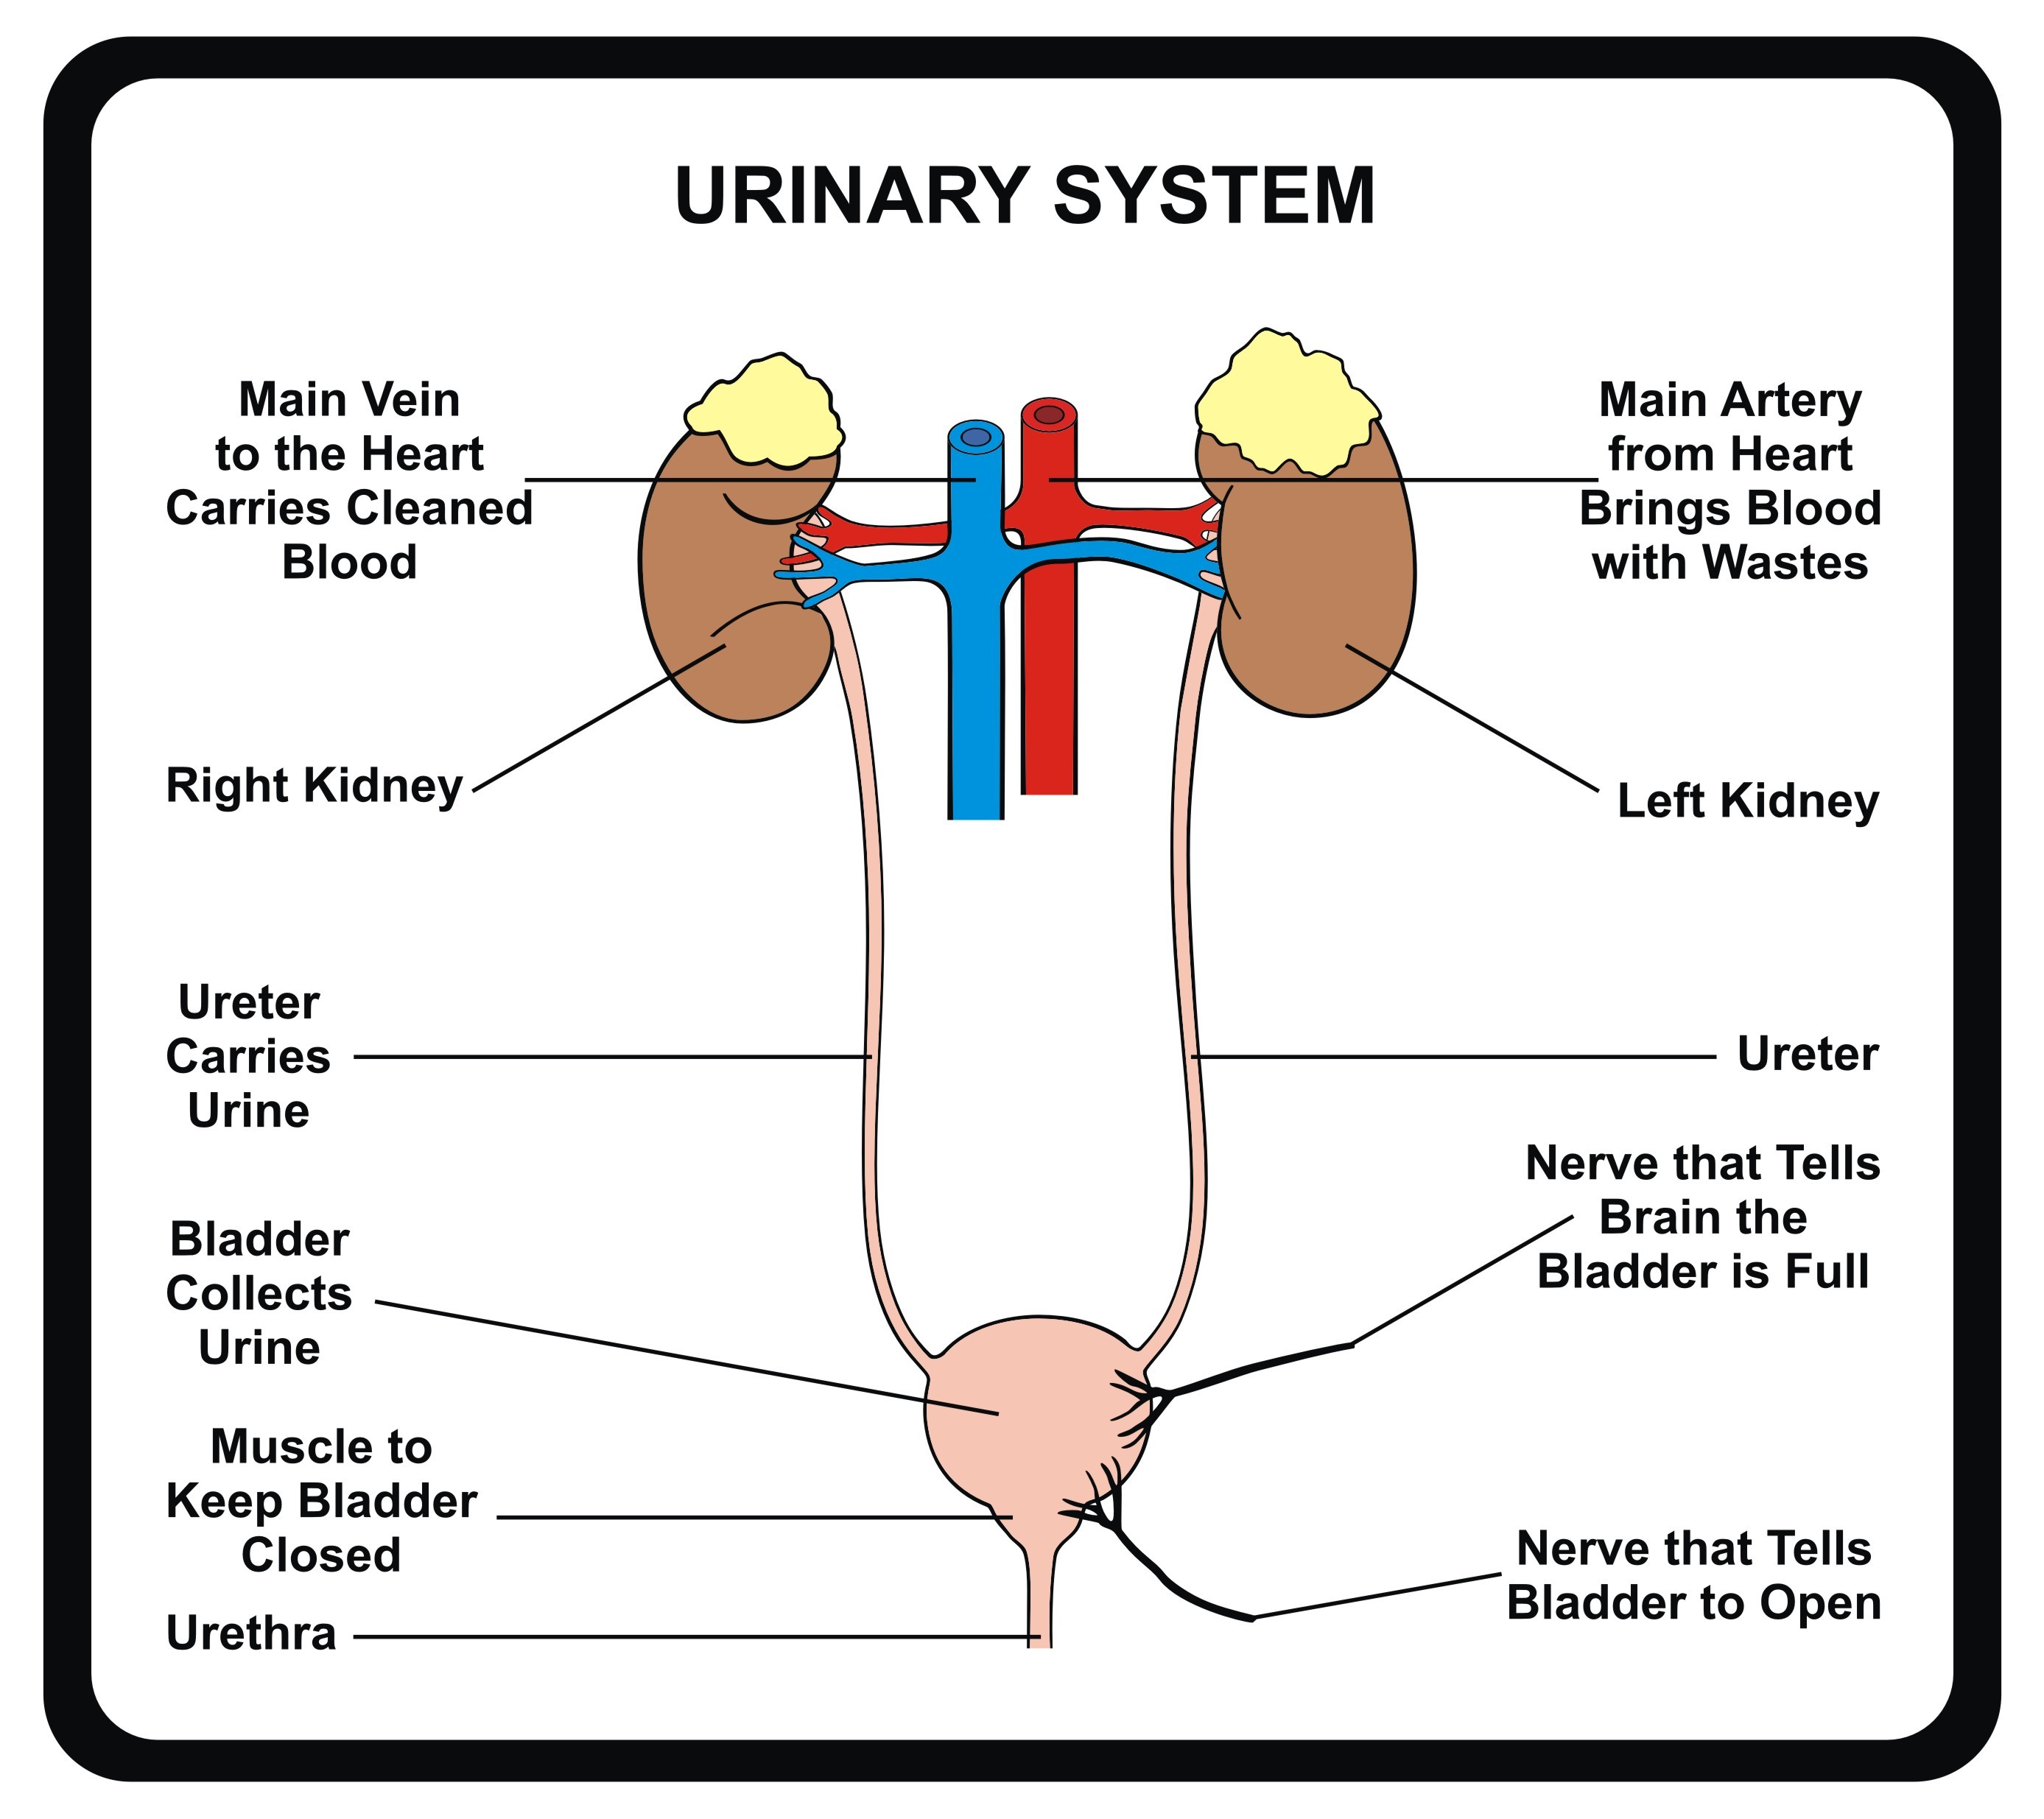 URINARY SYSTEM
Main Vein
to the Heart
Carries Cleaned
Blood
Main Artery
from Heart
Brings Blood
with Wastes
Right Kidney
Left Kidney
Ureter
Carries
Urine
Ureter
Nerve that Tells
Brain the
Bladder is Full
Bladder
Collects
Urine
Muscle to
Keep Bladder
Closed
Nerve that Tells
Bladder to Open
Urethra